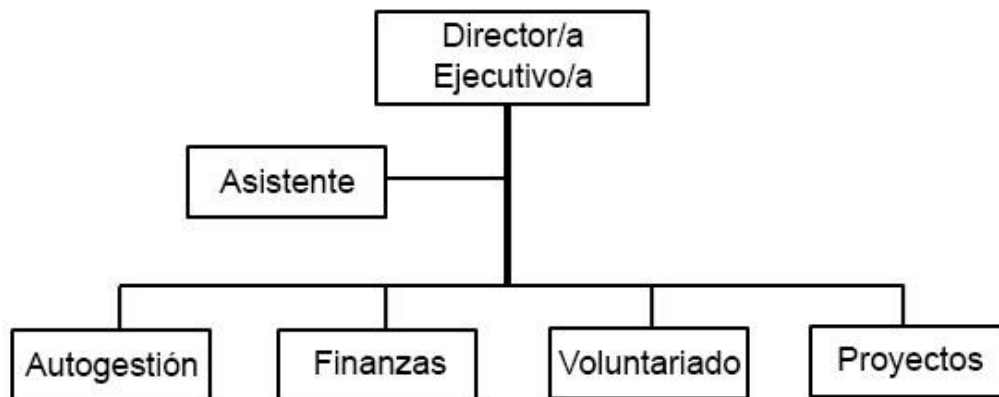 Director/a
Ejecutivo/a
Asistente
Autogestión
Finanzas
Voluntariado
Proyectos